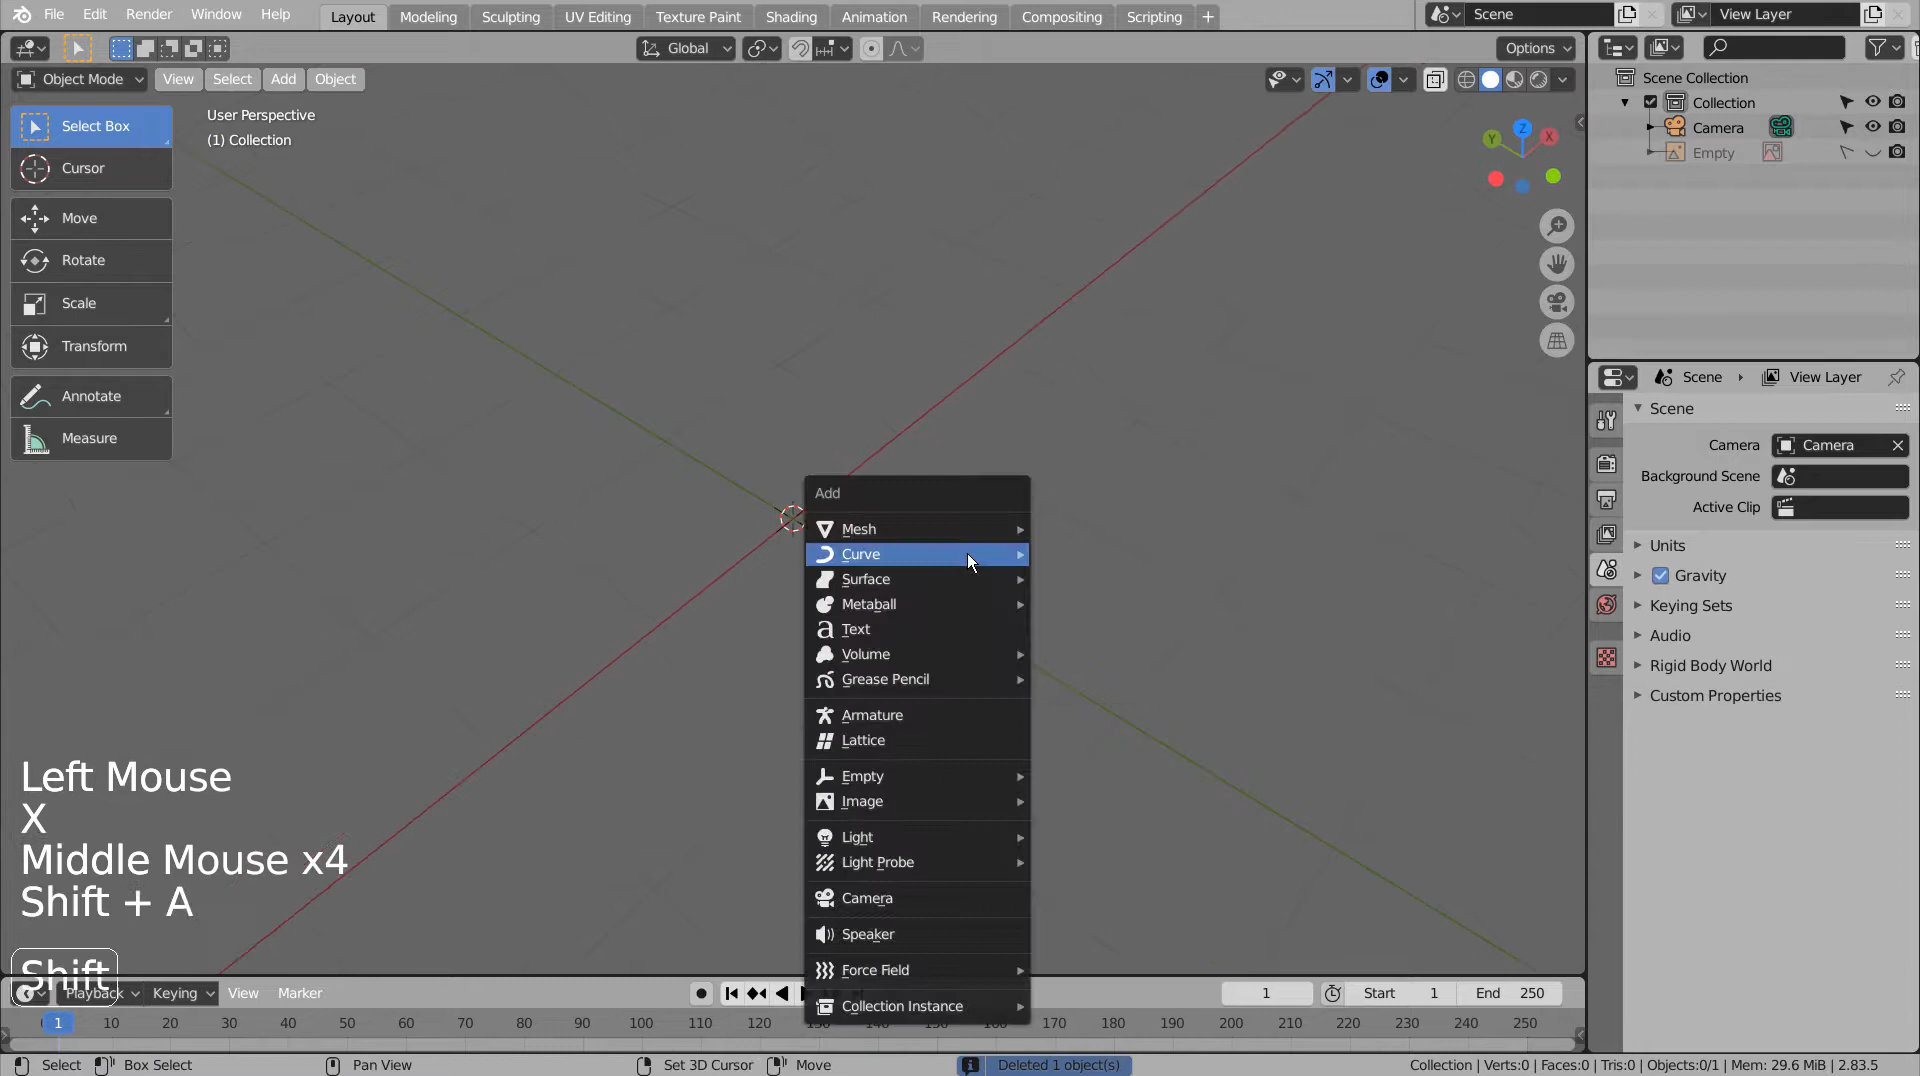 File Edit Render Window Help Layout Modeling Sculpting UV Editing Texture Paint Shading Animation Rendering Compositing Scripting + Scene View Layer
Global Options
Object Mode View Select Add Object
User Perspective
(1) Collection
Select Box
Cursor
Move
Rotate
Scale
Transform
Annotate
Measure
Z
Y
X
Scene Collection
Collection
Camera
Empty
Scene View Layer
Scene
Camera Camera
Background Scene
Active Clip
Units
Gravity
Keying Sets
Audio
Rigid Body World
Custom Properties
Add
Mesh
Curve
Surface
Metaball
Text
Volume
Grease Pencil
Armature
Lattice
Empty
Image
Light
Light Probe
Camera
Speaker
Force Field
Collection Instance
Left Mouse
X
Middle Mouse x4
Shift + A
Shift
Playback Keying View Marker 1 Start 1 End 250
1 10 20 30 40 50 60 70 80 90 100 110 120 130 140 150 160 170 180 190 200 210 220 230 240 250
Select Box Select Pan View Set 3D Cursor Move Deleted 1 object(s) Collection | Verts:0 | Faces:0 | Tris:0 | Objects:0/1 | Mem: 29.6 MiB | 2.83.5